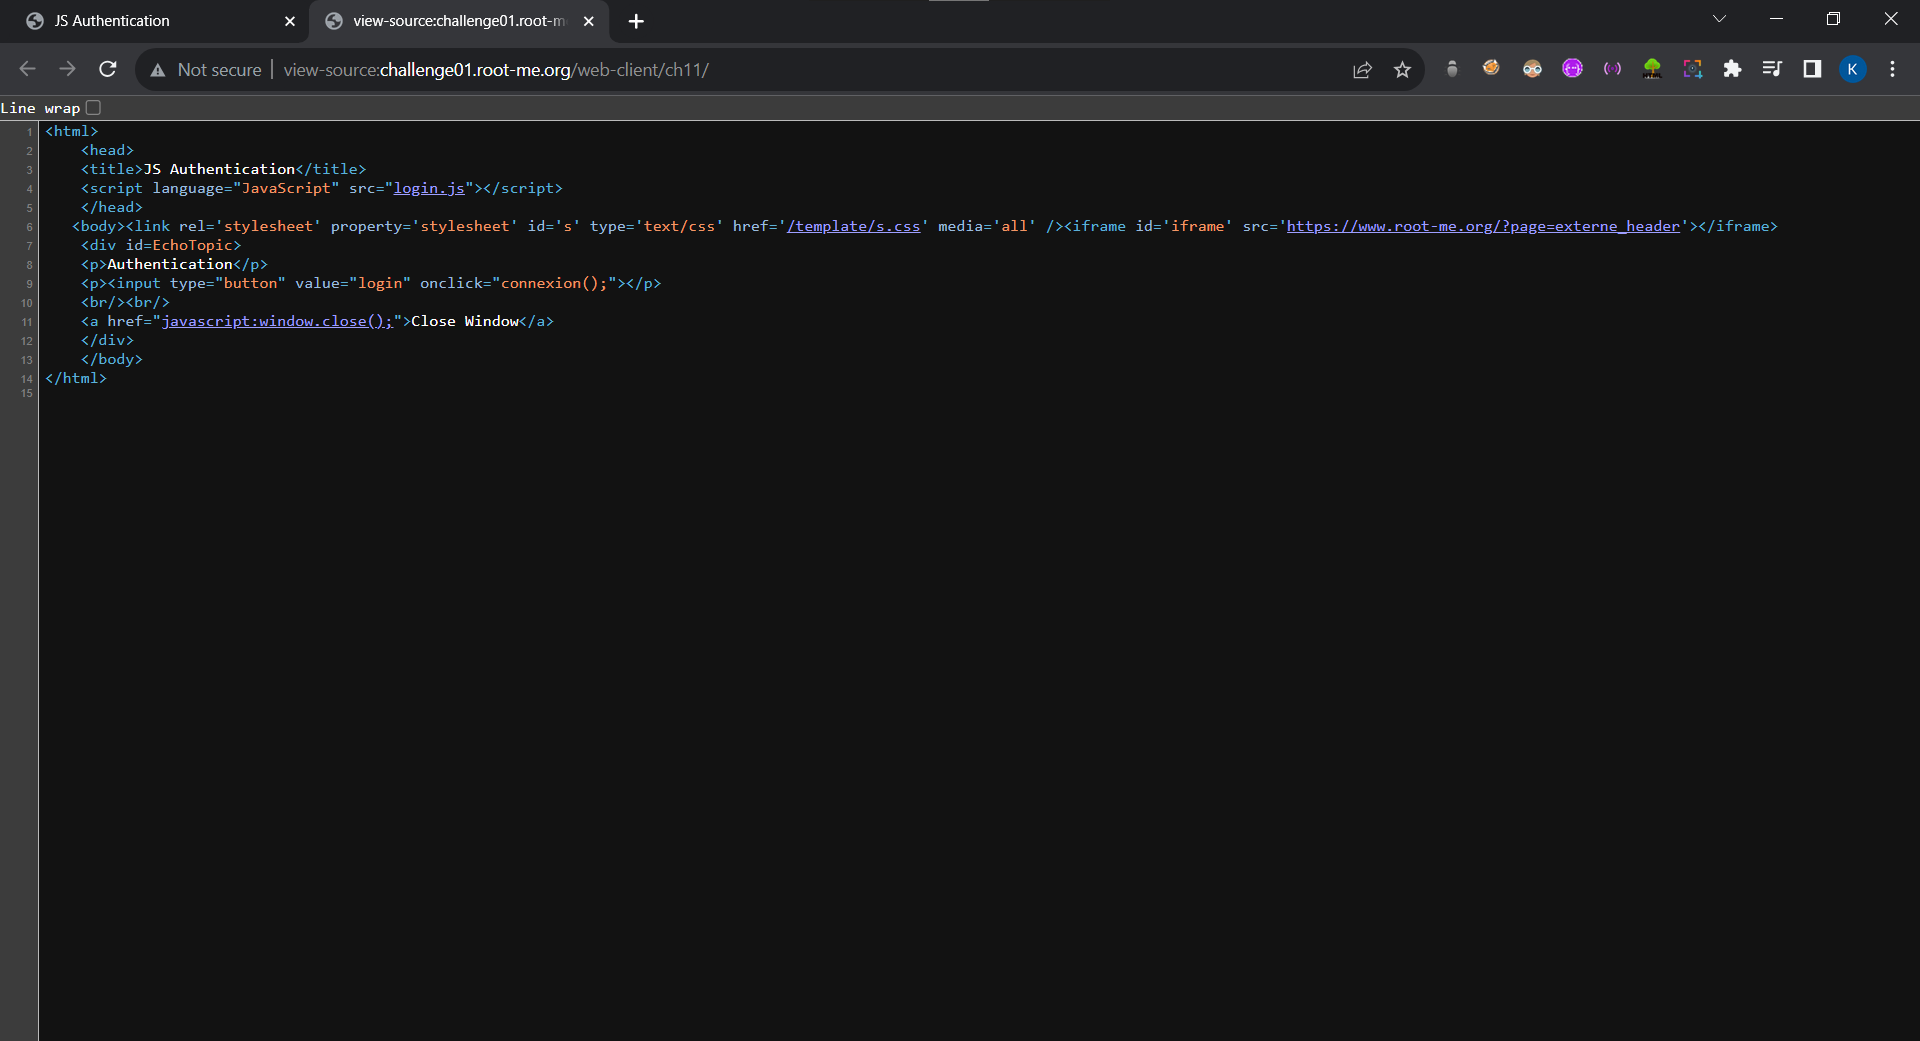 JS Authentication
view-source:challenge01.root-m
Not secure view-source:challenge01.root-me.org/web-client/ch11/
K
Line wrap
1 <html>
2 <head>
3 <title>JS Authentication</title>
4 <script language="JavaScript" src="login.js"></script>
5 </head>
6 <body><link rel='stylesheet' property='stylesheet' id='s' type='text/css' href='/template/s.css' media='all' /><iframe id='iframe' src='https://www.root-me.org/?page=externe_header'></iframe>
7 <div id=EchoTopic>
8 <p>Authentication</p>
9 <p><input type="button" value="login" onclick="connexion();"></p>
10 <br/><br/>
11 <a href="javascript:window.close();">Close Window</a>
12 </div>
13 </body>
14 </html>
15